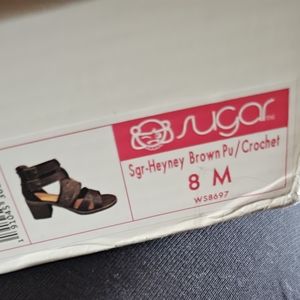 sugar
Sgr-Heyney Brown Pu/Crochet
8 M
WS8697